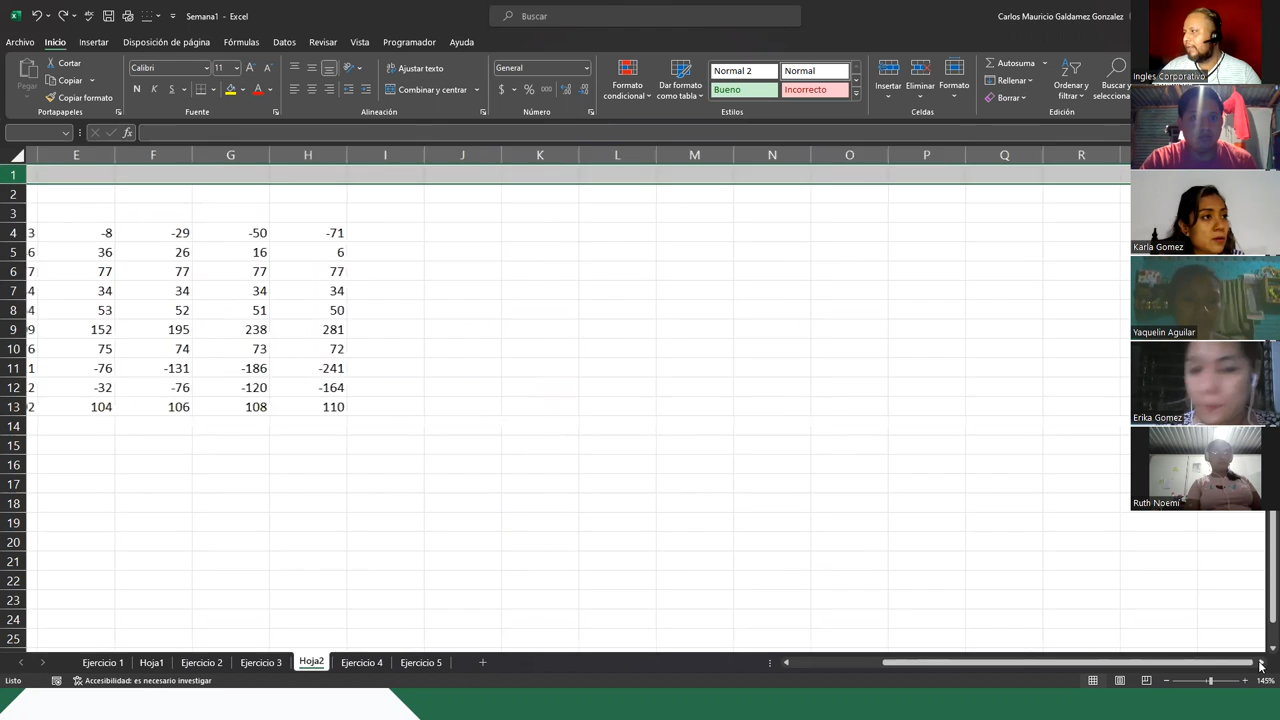 Semana1 - Excel
Buscar
Carlos Mauricio Galdamez Gonzalez
Archivo Inicio Insertar Disposición de página Fórmulas Datos Revisar Vista Programador Ayuda
Pegar
Cortar
Copiar
Copiar formato
Portapapeles
Calibri 11
N K S
Fuente
Ajustar texto
Combinar y centrar
Alineación
General
$ % 000
Número
Formato condicional
Dar formato como tabla
Normal 2 Normal
Bueno Incorrecto
Estilos
Insertar Eliminar Formato
Celdas
Autosuma
Rellenar
Borrar
Ordenar y filtrar
Buscar y
selecciona
Edición
fx
E F G H I J K L M N O P Q R
1
2
3
4 3 -8 -29 -50 -71
5 6 36 26 16 6
6 7 77 77 77 77
7 4 34 34 34 34
8 4 53 52 51 50
9 9 152 195 238 281
10 6 75 74 73 72
11 1 -76 -131 -186 -241
12 2 -32 -76 -120 -164
13 2 104 106 108 110
14
15
16
17
18
19
20
21
22
23
24
25
Ingles Corporativo
Karla Gomez
Yaquelin Aguilar
Erika Gomez
Ruth Noemí
Ejercicio 1 Hoja1 Ejercicio 2 Ejercicio 3 Hoja2 Ejercicio 4 Ejercicio 5
Listo Accesibilidad: es necesario investigar 145%